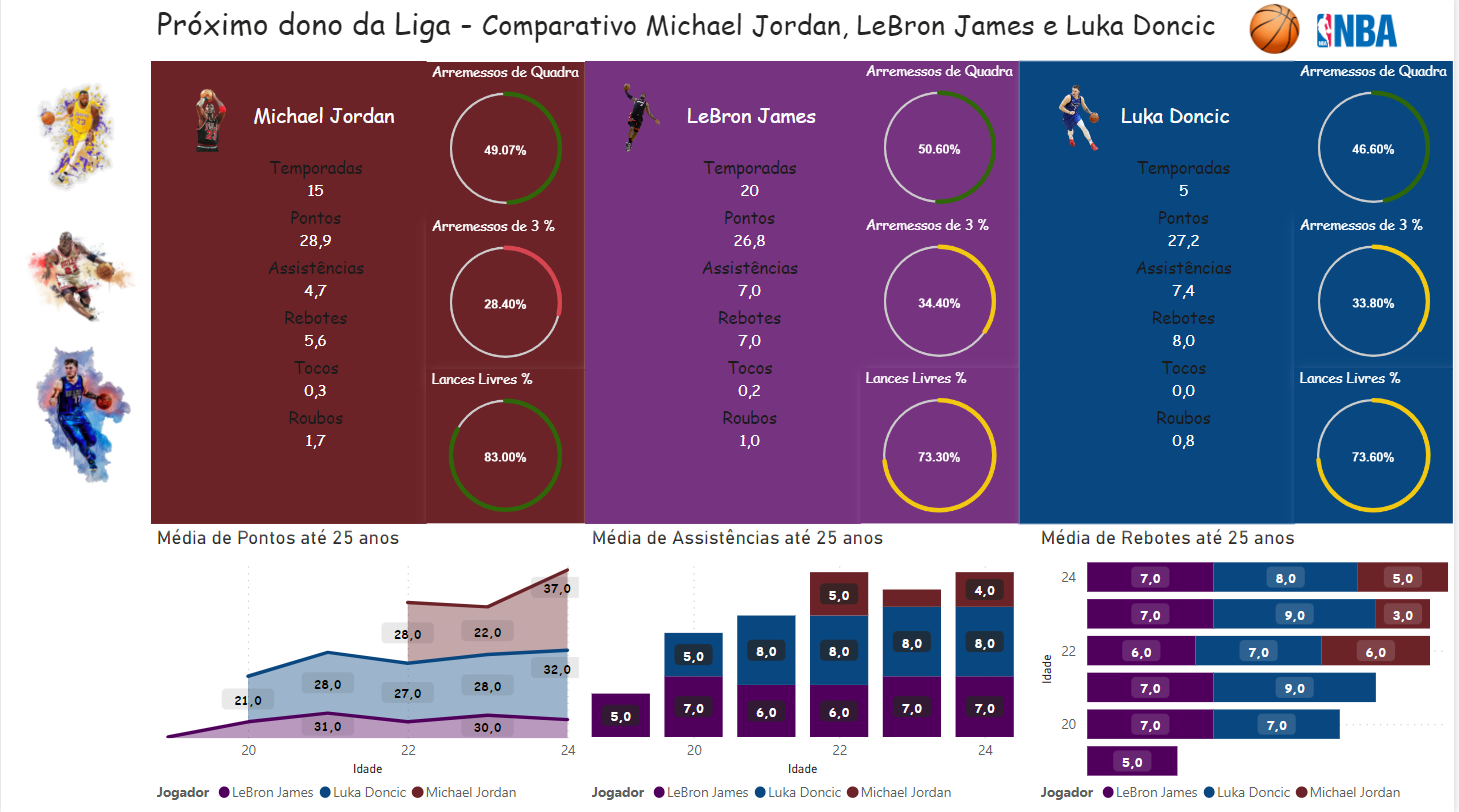 Próximo dono da Liga - Comparativo Michael Jordan, LeBron James e Luka Doncic
NBA
Michael Jordan
Temporadas
15
Pontos
28,9
Assistências
4,7
Rebotes
5,6
Tocos
0,3
Roubos
1,7
Arremessos de Quadra
49.07%
Arremessos de 3 %
28.40%
Lances Livres %
83.00%
LeBron James
Temporadas
20
Pontos
26,8
Assistências
7,0
Rebotes
7,0
Tocos
0,2
Roubos
1,0
Arremessos de Quadra
50.60%
Arremessos de 3 %
34.40%
Lances Livres %
73.30%
Luka Doncic
Temporadas
5
Pontos
27,2
Assistências
7,4
Rebotes
8,0
Tocos
0,0
Roubos
0,8
Arremessos de Quadra
46.60%
Arremessos de 3 %
33.80%
Lances Livres %
73.60%
Média de Pontos até 25 anos
37,0
28,0 22,0
32,0
21,0 28,0 27,0 28,0
31,0 30,0
20 22 24
Idade
Jogador LeBron James Luka Doncic Michael Jordan
Média de Assistências até 25 anos
5,0 4,0
5,0 8,0 8,0 8,0 8,0
5,0 7,0 6,0 6,0 7,0 7,0
20 22 24
Idade
Jogador LeBron James Luka Doncic Michael Jordan
Média de Rebotes até 25 anos
24 7,0 8,0 5,0
7,0 9,0 3,0
22 6,0 7,0 6,0
7,0 9,0
20 7,0 7,0
5,0
Idade
Jogador LeBron James Luka Doncic Michael Jordan